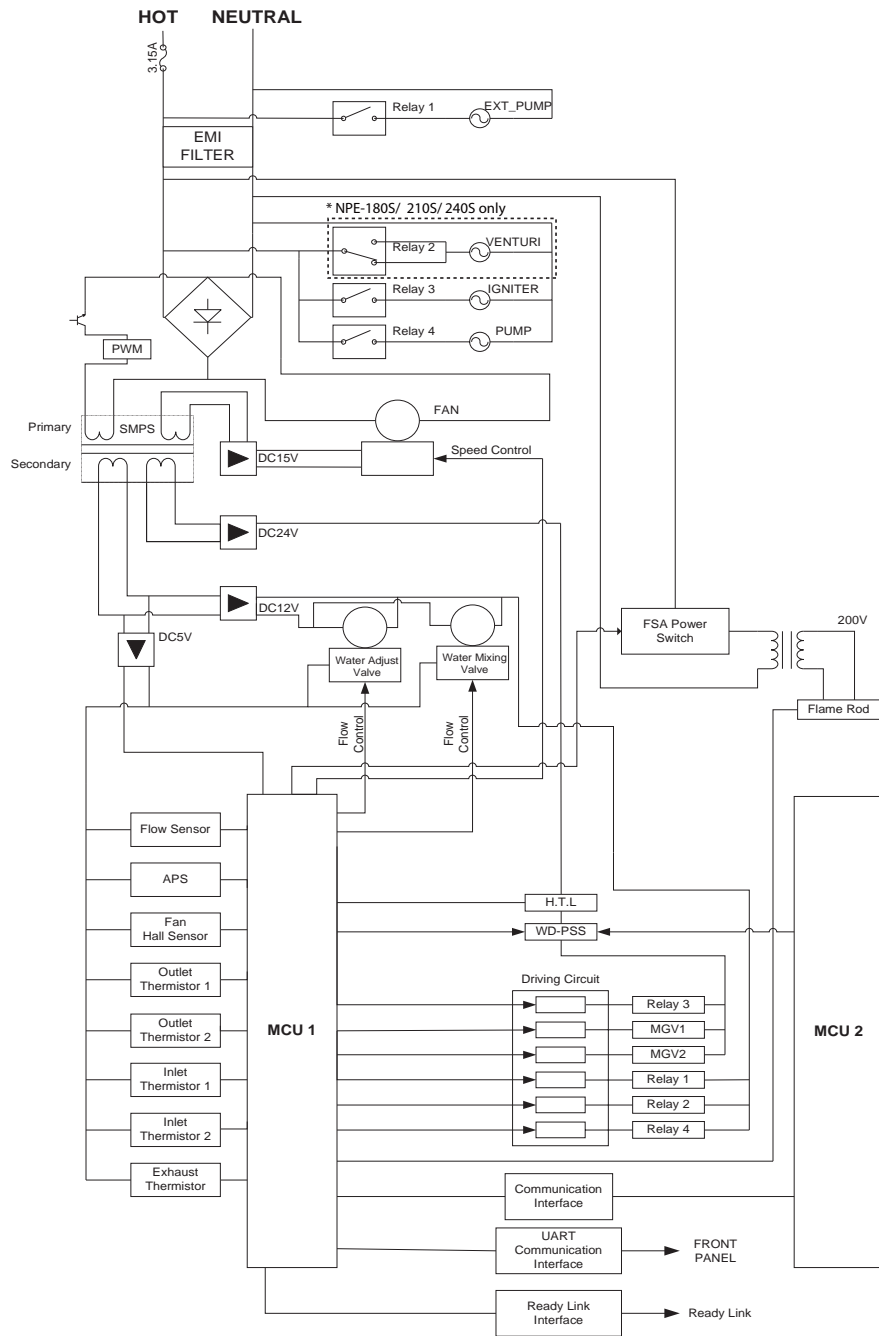 HOT NEUTRAL
3.15A
Relay 1
EXT_PUMP
EMI
FILTER
* NPE-180S/ 210S/ 240S only
Relay 2
VENTURI
Relay 3
IGNITER
Relay 4
PUMP
PWM
FAN
Primary
SMPS
Secondary
DC15V
Speed Control
DC24V
DC12V
DC5V
Water Adjust
Valve
Water Mixing
Valve
FSA Power
Switch
200V
Flame Rod
Flow
Control
Flow
Control
Flow Sensor
APS
Fan
Hall Sensor
Outlet
Thermistor 1
Outlet
Thermistor 2
Inlet
Thermistor 1
Inlet
Thermistor 2
Exhaust
Thermistor
MCU 1
H.T.L
WD-PSS
Driving Circuit
Relay 3
MGV1
MGV2
Relay 1
Relay 2
Relay 4
MCU 2
Communication
Interface
UART
Communication
Interface
FRONT
PANEL
Ready Link
Interface
Ready Link